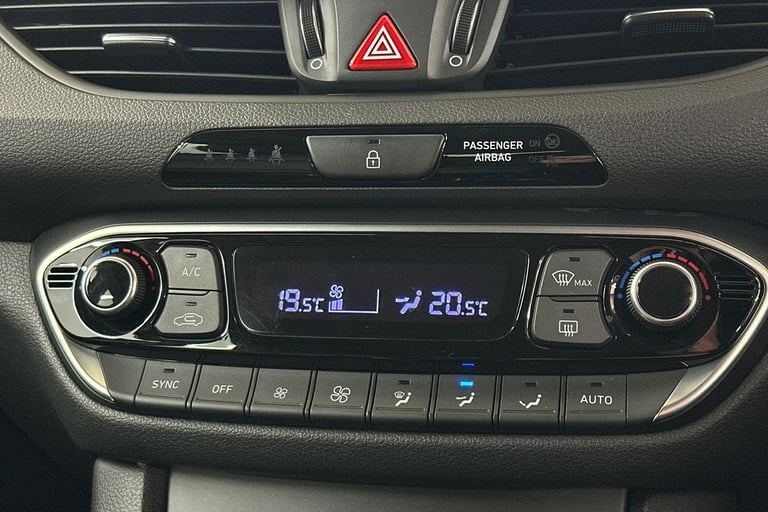 PASSENGER ON
AIRBAG OFF
A/C
19.5°C
20.5°C
MAX
SYNC
OFF
AUTO